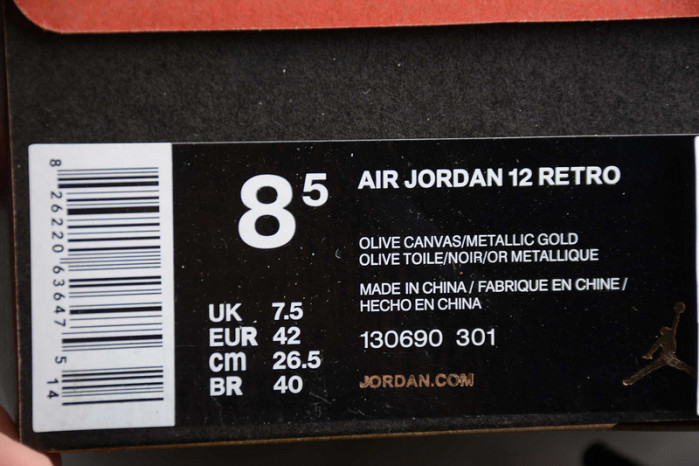 8 26220 63647 5 14
8 5
UK 7.5
EUR 42
cm 26.5
BR 40
AIR JORDAN 12 RETRO
OLIVE CANVAS/METALLIC GOLD
OLIVE TOILE/NOIR/OR METALLIQUE
MADE IN CHINA / FABRIQUE EN CHINE /
HECHO EN CHINA
130690 301
JORDAN.COM